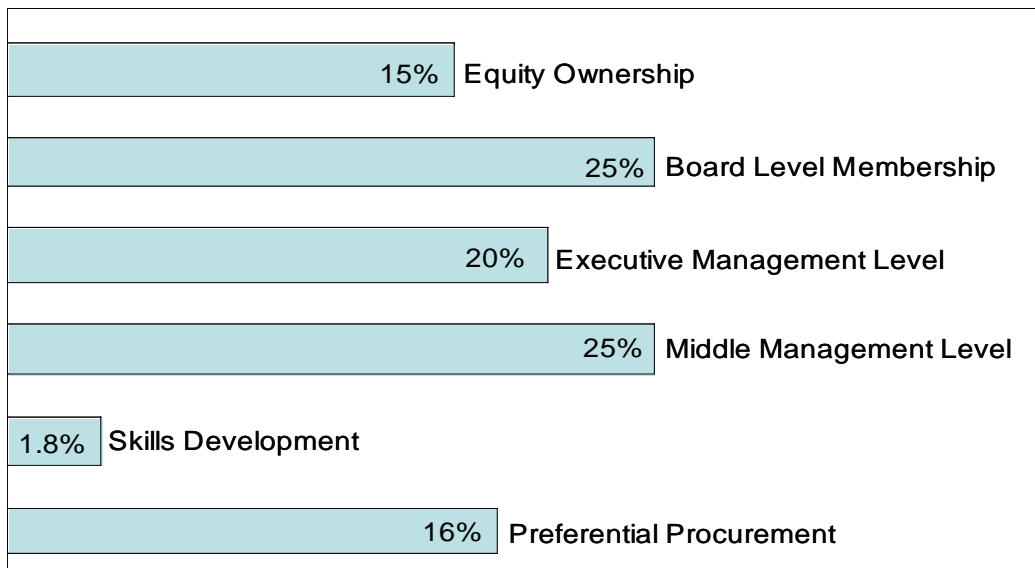 15% Equity Ownership
25% Board Level Membership
20% Executive Management Level
25% Middle Management Level
1.8% Skills Development
16% Preferential Procurement